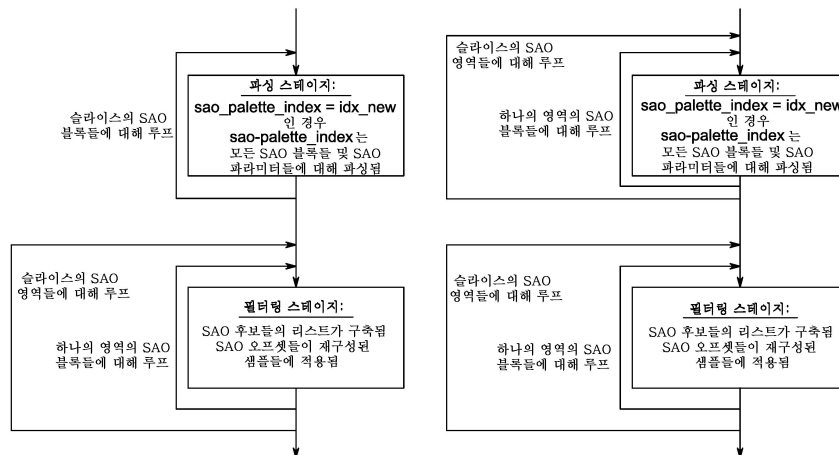 슬라이스의 SAO
블록들에 대해 루프
파싱 스테이지:
sao_palette_index = idx_new
인 경우
sao-palette_index 는
모든 SAO 블록들 및 SAO
파라미터들에 대해 파싱됨
슬라이스의 SAO
영역들에 대해 루프
하나의 영역의 SAO
블록들에 대해 루프
필터링 스테이지:
SAO 후보들의 리스트가 구축됨
SAO 오프셋들이 재구성된
샘플들에 적용됨
슬라이스의 SAO
영역들에 대해 루프
하나의 영역의 SAO
블록들에 대해 루프
파싱 스테이지:
sao_palette_index = idx_new
인 경우
sao-palette_index 는
모든 SAO 블록들 및 SAO
파라미터들에 대해 파싱됨
슬라이스의 SAO
영역들에 대해 루프
하나의 영역의 SAO
블록들에 대해 루프
필터링 스테이지:
SAO 후보들의 리스트가 구축됨
SAO 오프셋들이 재구성된
샘플들에 적용됨